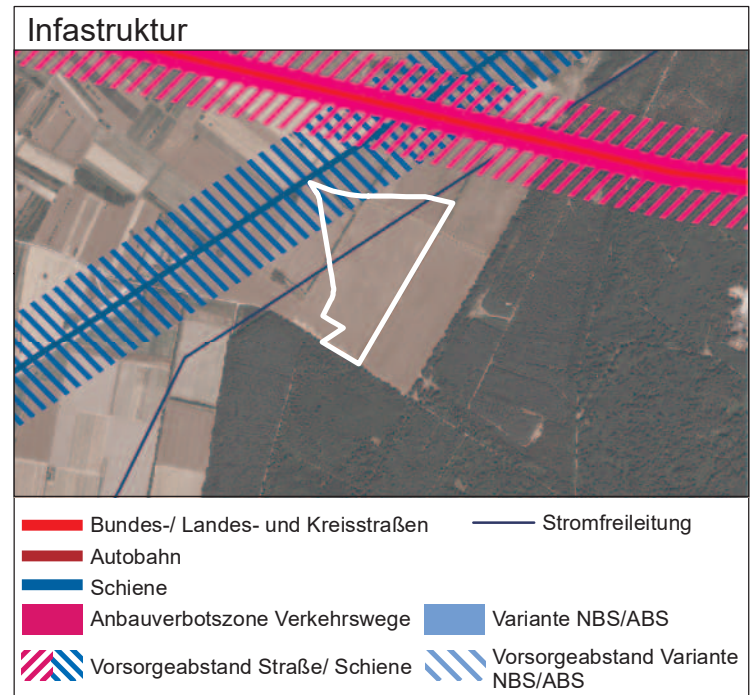 Infastruktur
Bundes-/ Landes- und Kreisstraßen
Stromfreileitung
Autobahn
Schiene
Anbauverbotszone Verkehrswege
Variante NBS/ABS
Vorsorgeabstand Straße/ Schiene
Vorsorgeabstand Variante
NBS/ABS